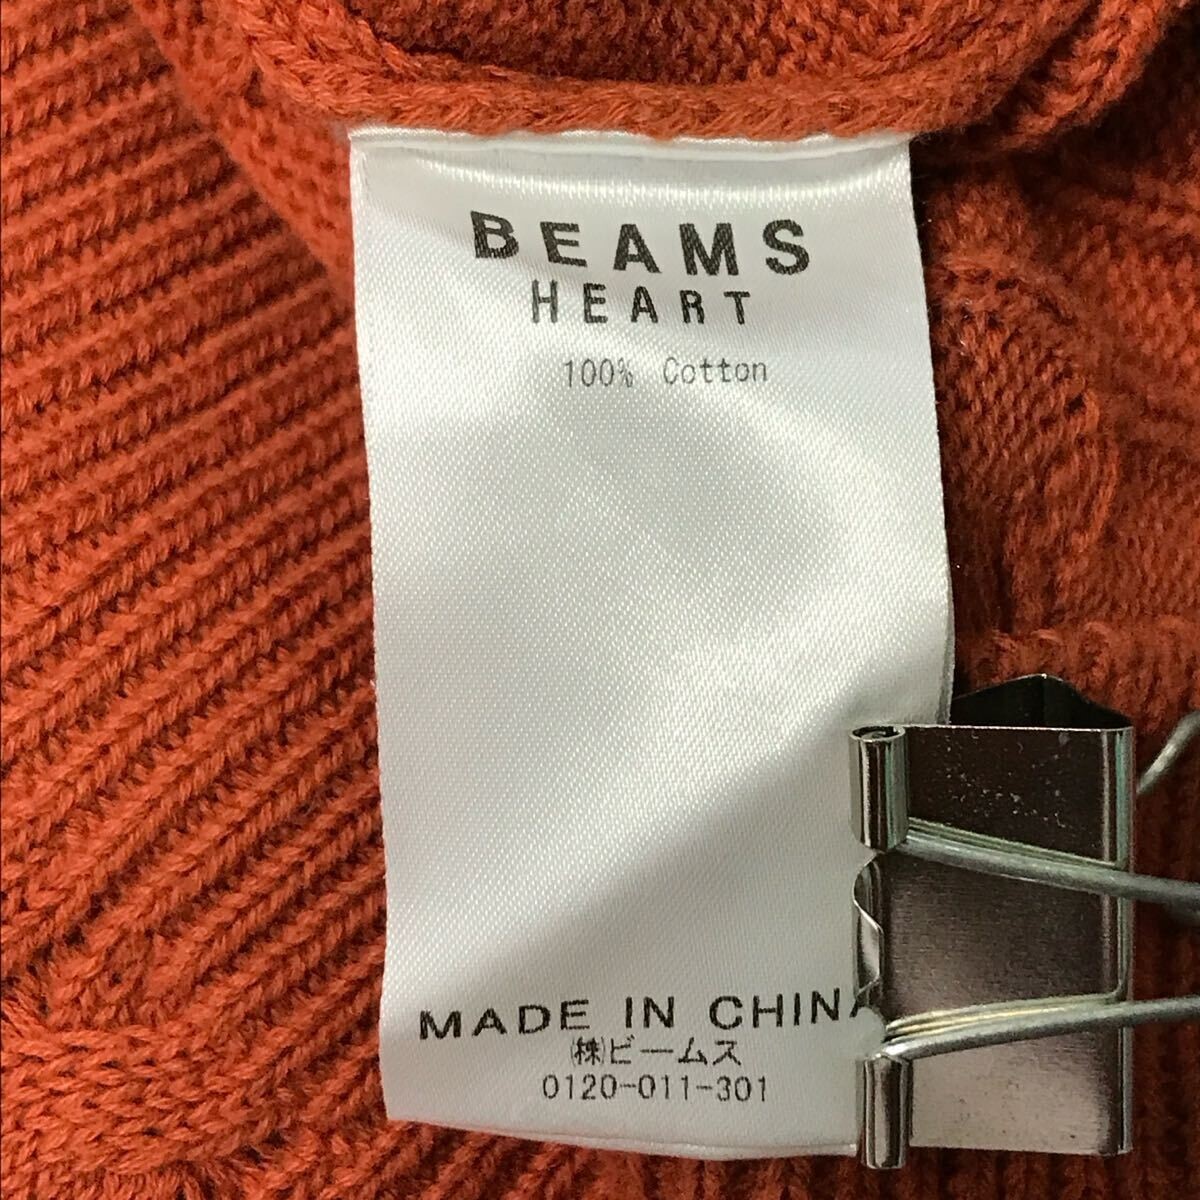 BEAMS
HEART
100% Cotton
MADE IN CHINA
㈱ビームス
0120-011-301